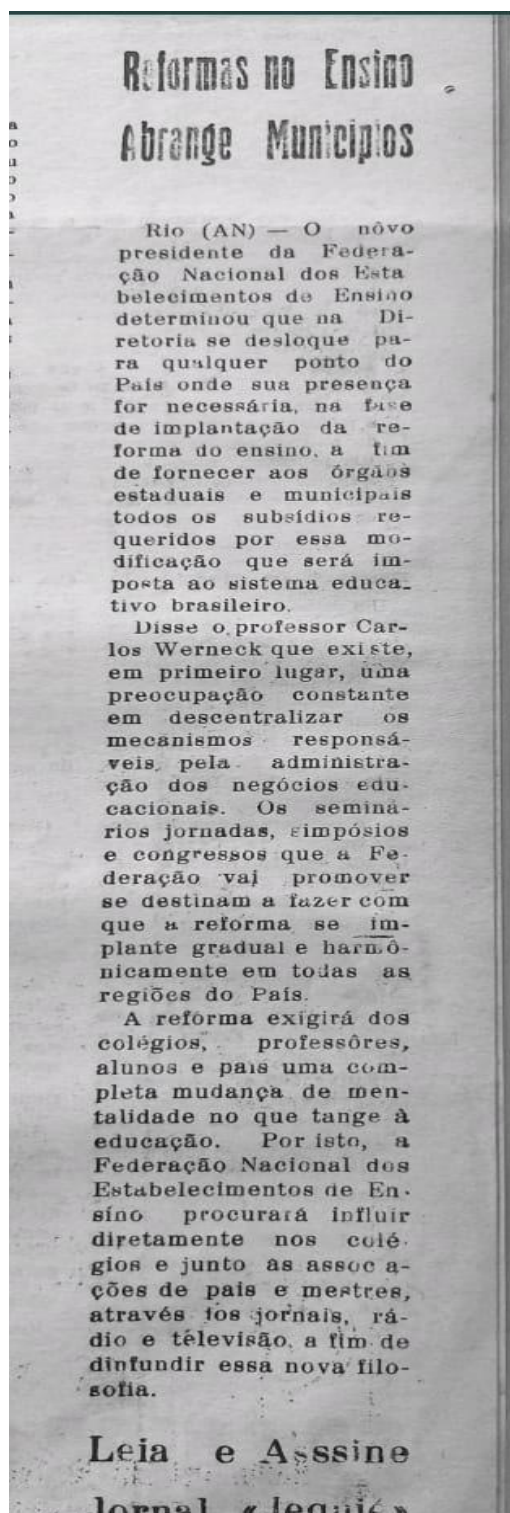 Reformas no Ensino
Abrange Municipios
Rio (AN) — O nôvo
presidente da Federa-
ção Nacional dos Esta
belecimentos de Ensino
determinou que na Di-
retoria se desloque pa-
ra qualquer ponto do
País onde sua presença
for necessária, na fase
de implantação da re-
forma do ensino, a fim
de fornecer aos órgãos
estaduais e municipais
todos os subsídios re-
queridos por essa mo-
dificação que será im-
posta ao sistema educa-
tivo brasileiro.
Disse o professor Car-
los Werneck que existe,
em primeiro lugar, uma
preocupação constante
em descentralizar os
mecanismos responsá-
veis pela administra-
ção dos negócios edu-
cacionais. Os seminá-
rios jornadas, simpósios
e congressos que a Fe-
deração vai promover
se destinam a fazer com
que a reforma se im-
plante gradual e harmô-
nicamente em todas as
regiões do País.
A reforma exigirá dos
colégios, professôres,
alunos e pais uma com-
pleta mudança de men-
talidade no que tange à
educação. Por isto, a
Federação Nacional dos
Estabelecimentos de En-
sino procurará influir
diretamente nos colé-
gios e junto as assoc a-
ções de pais e mestres,
através dos jornais, rá-
dio e televisão, a fim de
dinfundir essa nova filo-
sofia.
Leia e Asssine
Jornal «Jequié»